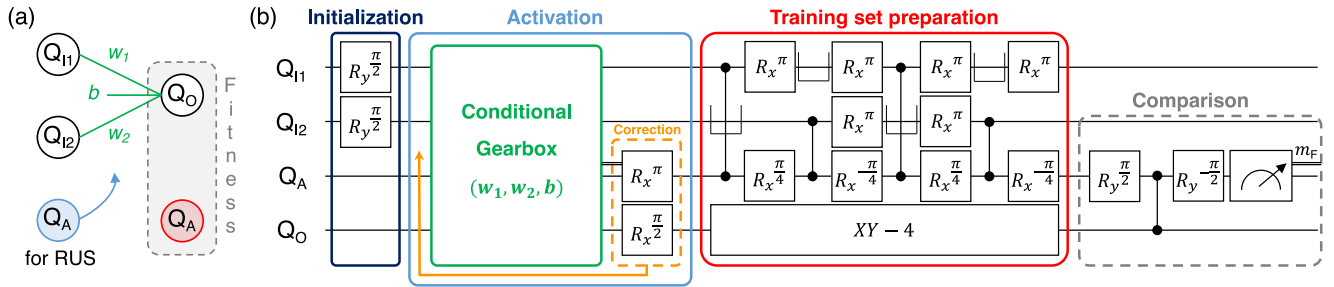 (a)
Q_I1
w_1
b
Q_O
w_2
Q_I2
Q_A
for RUS
Q_A
Fitness
(b)
Initialization
Activation
Training set preparation
Q_I1
R_y^{π/2}
R_x^π
R_x^π
R_x^π
R_x^π
Q_I2
R_y^{π/2}
Conditional
Gearbox
(w_1, w_2, b)
Correction
R_x^π
R_x^π
Comparison
Q_A
R_x^π
R_x^{π/4}
R_x^{-π/4}
R_x^{π/4}
R_x^{-π/4}
R_y^{π/2}
R_y^{-π/2}
m_F
Q_O
R_x^{π/2}
XY − 4